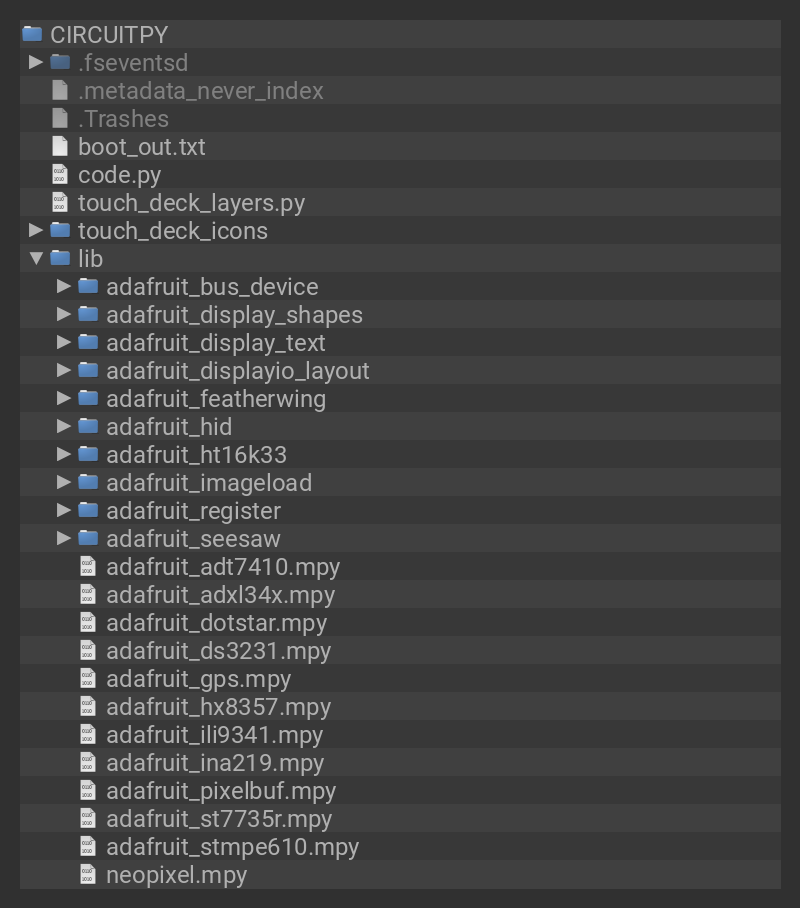 CIRCUITPY
.fseventsd
.metadata_never_index
.Trashes
boot_out.txt
code.py
touch_deck_layers.py
touch_deck_icons
lib
adafruit_bus_device
adafruit_display_shapes
adafruit_display_text
adafruit_displayio_layout
adafruit_featherwing
adafruit_hid
adafruit_ht16k33
adafruit_imageload
adafruit_register
adafruit_seesaw
adafruit_adt7410.mpy
adafruit_adxl34x.mpy
adafruit_dotstar.mpy
adafruit_ds3231.mpy
adafruit_gps.mpy
adafruit_hx8357.mpy
adafruit_ili9341.mpy
adafruit_ina219.mpy
adafruit_pixelbuf.mpy
adafruit_st7735r.mpy
adafruit_stmpe610.mpy
neopixel.mpy